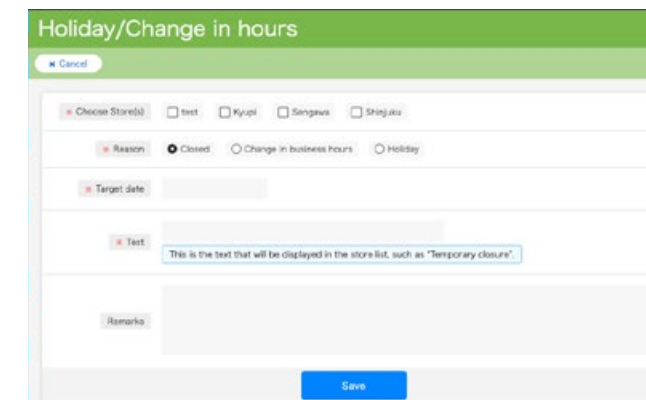 Holiday/Change in hours
× Cancel
Choose Store(s) test Kyupi Sengawa Shinjuku
Reason Closed Change in business hours Holiday
Target date
Text
This is the text that will be displayed in the store list, such as "Temporary closure".
Remarks
Save